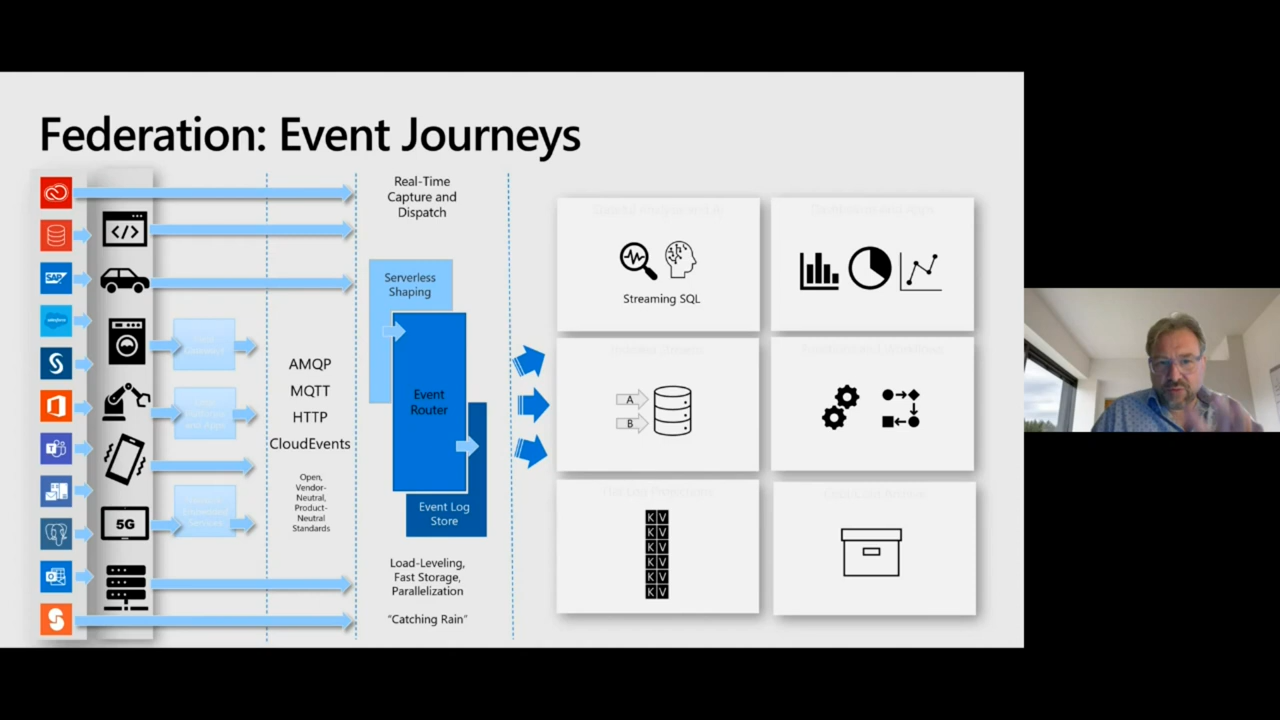 Federation: Event Journeys
Real-Time
Capture and
Dispatch
</>
SAP
salesforce
S
5G
AMQP
MQTT
HTTP
CloudEvents
Open,
Vendor-
Neutral,
Product-
Neutral
Standards
Serverless
Shaping
Event
Router
Event Log
Store
Load-Leveling,
Fast Storage,
Parallelization
"Catching Rain"
Streaming SQL
A
B
K V
K V
K V
K V
K V
K V